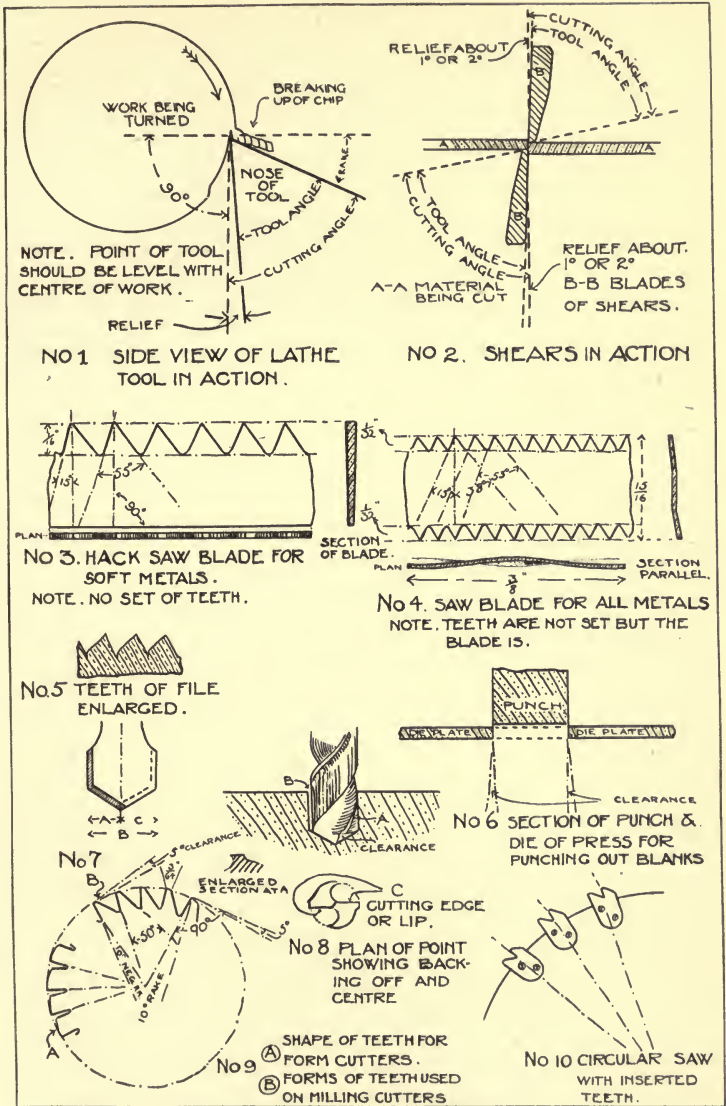 BREAKING
UP OF CHIP
WORK BEING
TURNED
90°
NOSE
OF
TOOL
RAKE
TOOL ANGLE
CUTTING ANGLE
NOTE. POINT OF TOOL
SHOULD BE LEVEL WITH
CENTRE OF WORK.
RELIEF
NO 1 SIDE VIEW OF LATHE
TOOL IN ACTION.
RELIEF ABOUT
1° OR 2°
CUTTING ANGLE
TOOL ANGLE
B
A
A
B
TOOL ANGLE
CUTTING ANGLE
A-A MATERIAL
BEING CUT
RELIEF ABOUT
1° OR 2°
B-B BLADES
OF SHEARS.
NO 2. SHEARS IN ACTION
15°
55°
90°
PLAN
SECTION
OF BLADE.
No 3. HACK SAW BLADE FOR
SOFT METALS.
NOTE. NO SET OF TEETH.
1/32"
15°
38°
55°
1/32"
15/16
PLAN
SECTION
PARALLEL.
3/8"
No 4. SAW BLADE FOR ALL METALS
NOTE. TEETH ARE NOT SET BUT THE
BLADE IS.
No.5 TEETH OF FILE
ENLARGED.
A
C
B
No 7
B
A
CLEARANCE
PUNCH
DIE PLATE
DIE PLATE
CLEARANCE
No 6 SECTION OF PUNCH &
DIE OF PRESS FOR
PUNCHING OUT BLANKS
ENLARGED
SECTION AT A
C
CUTTING EDGE
OR LIP.
No 8 PLAN OF POINT
SHOWING BACK-
ING OFF AND
CENTRE
B
5° CLEARANCE
50°
90°
5°
10° RAKE
A
No 9
A SHAPE OF TEETH FOR
FORM CUTTERS.
B FORMS OF TEETH USED
ON MILLING CUTTERS
No 10 CIRCULAR SAW
WITH INSERTED
TEETH.